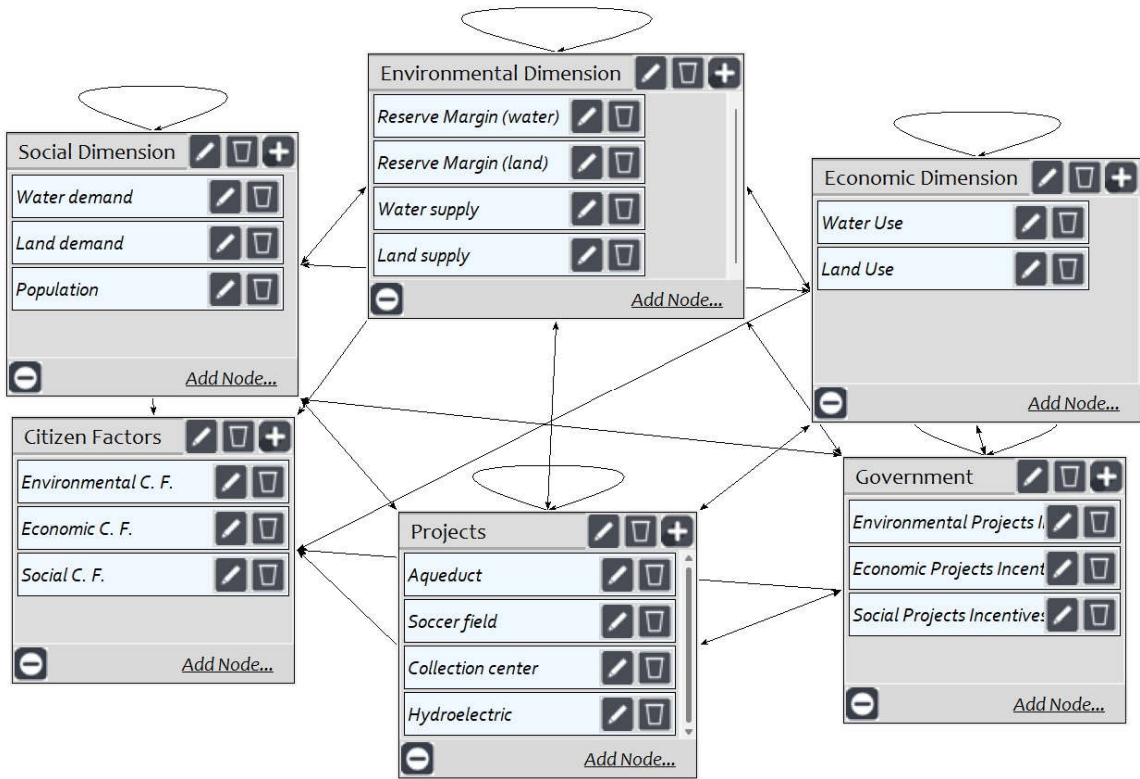 Environmental Dimension
Reserve Margin (water)
Reserve Margin (land)
Water supply
Land supply
Add Node...
Social Dimension
Water demand
Land demand
Population
Add Node...
Economic Dimension
Water Use
Land Use
Add Node...
Citizen Factors
Environmental C. F.
Economic C. F.
Social C. F.
Add Node...
Projects
Aqueduct
Soccer field
Collection center
Hydroelectric
Add Node...
Government
Environmental Projects
Economic Projects Incent
Social Projects Incentives
Add Node...